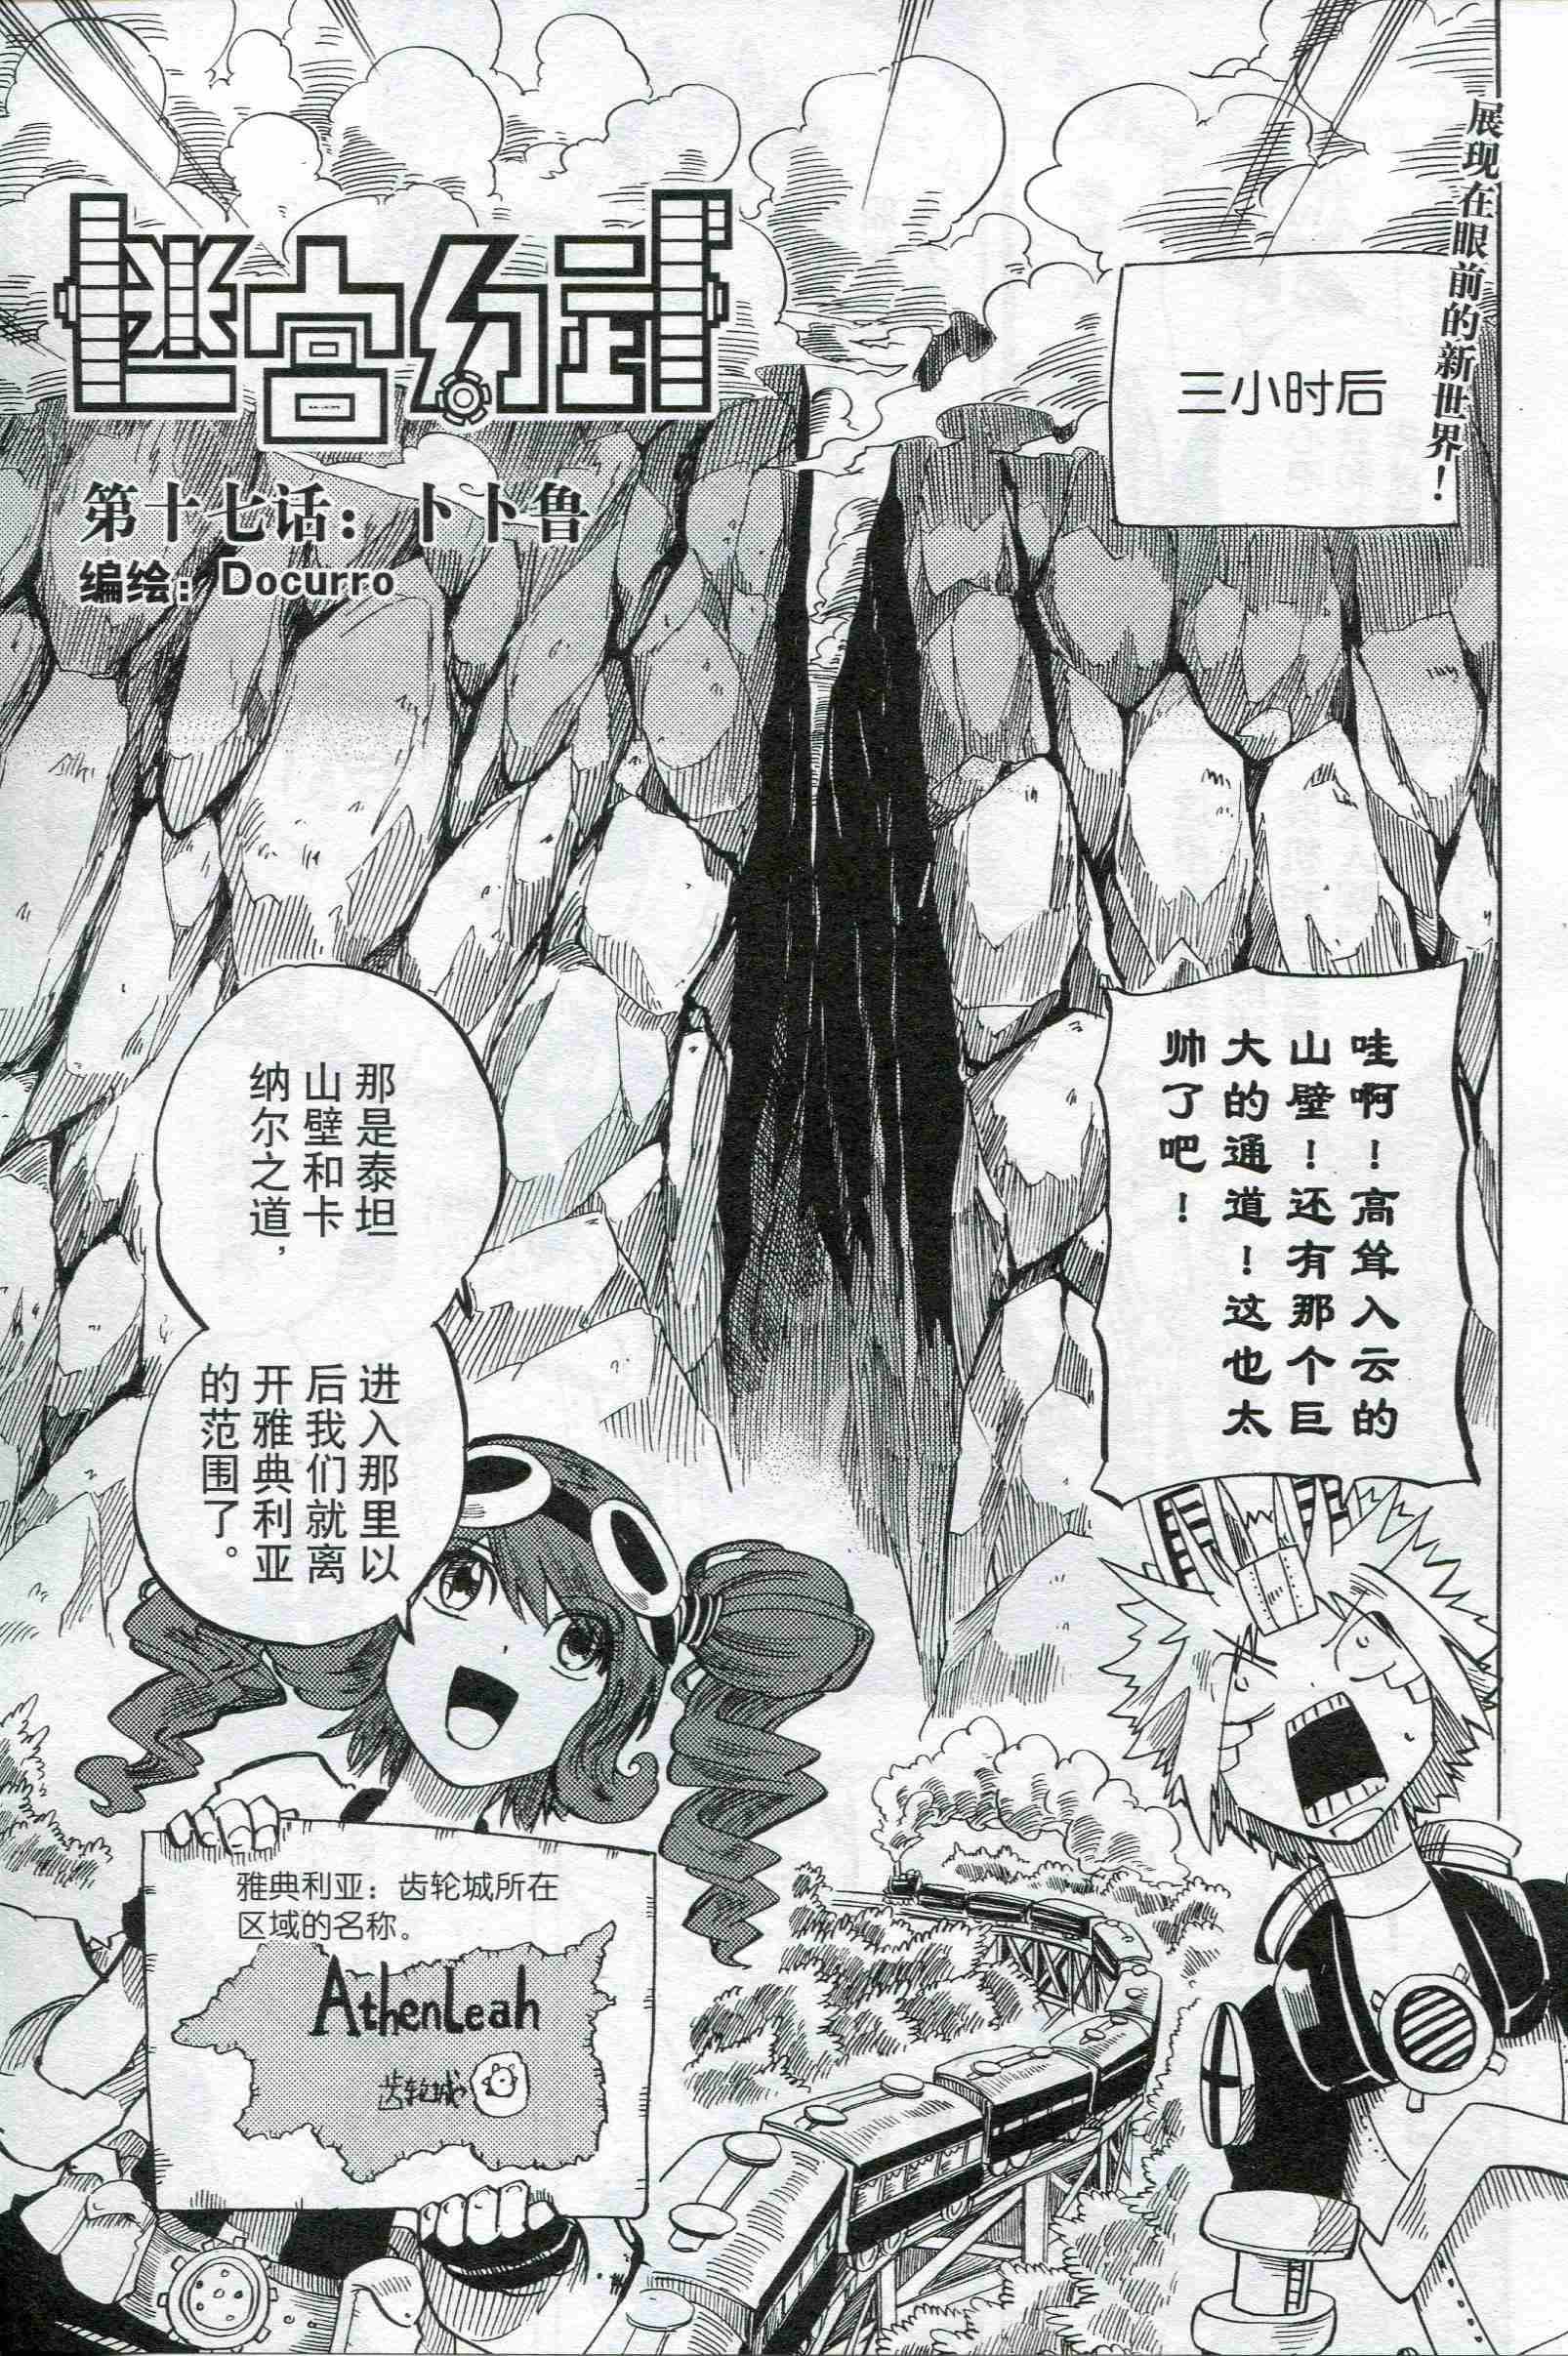 展现在眼前的新世界！
三小时后
迷宫幻动
第十七话：卜卜鲁
编绘：Docurro
哇啊！高耸入云的
山壁！还有那个巨
大的通道！这也太
帅了吧！
那是泰坦
山壁和卡
纳尔之道，
进入那里以
后我们就离
开雅典利亚
的范围了。
雅典利亚：齿轮城所在
区域的名称。
AthenLeah
齿轮城